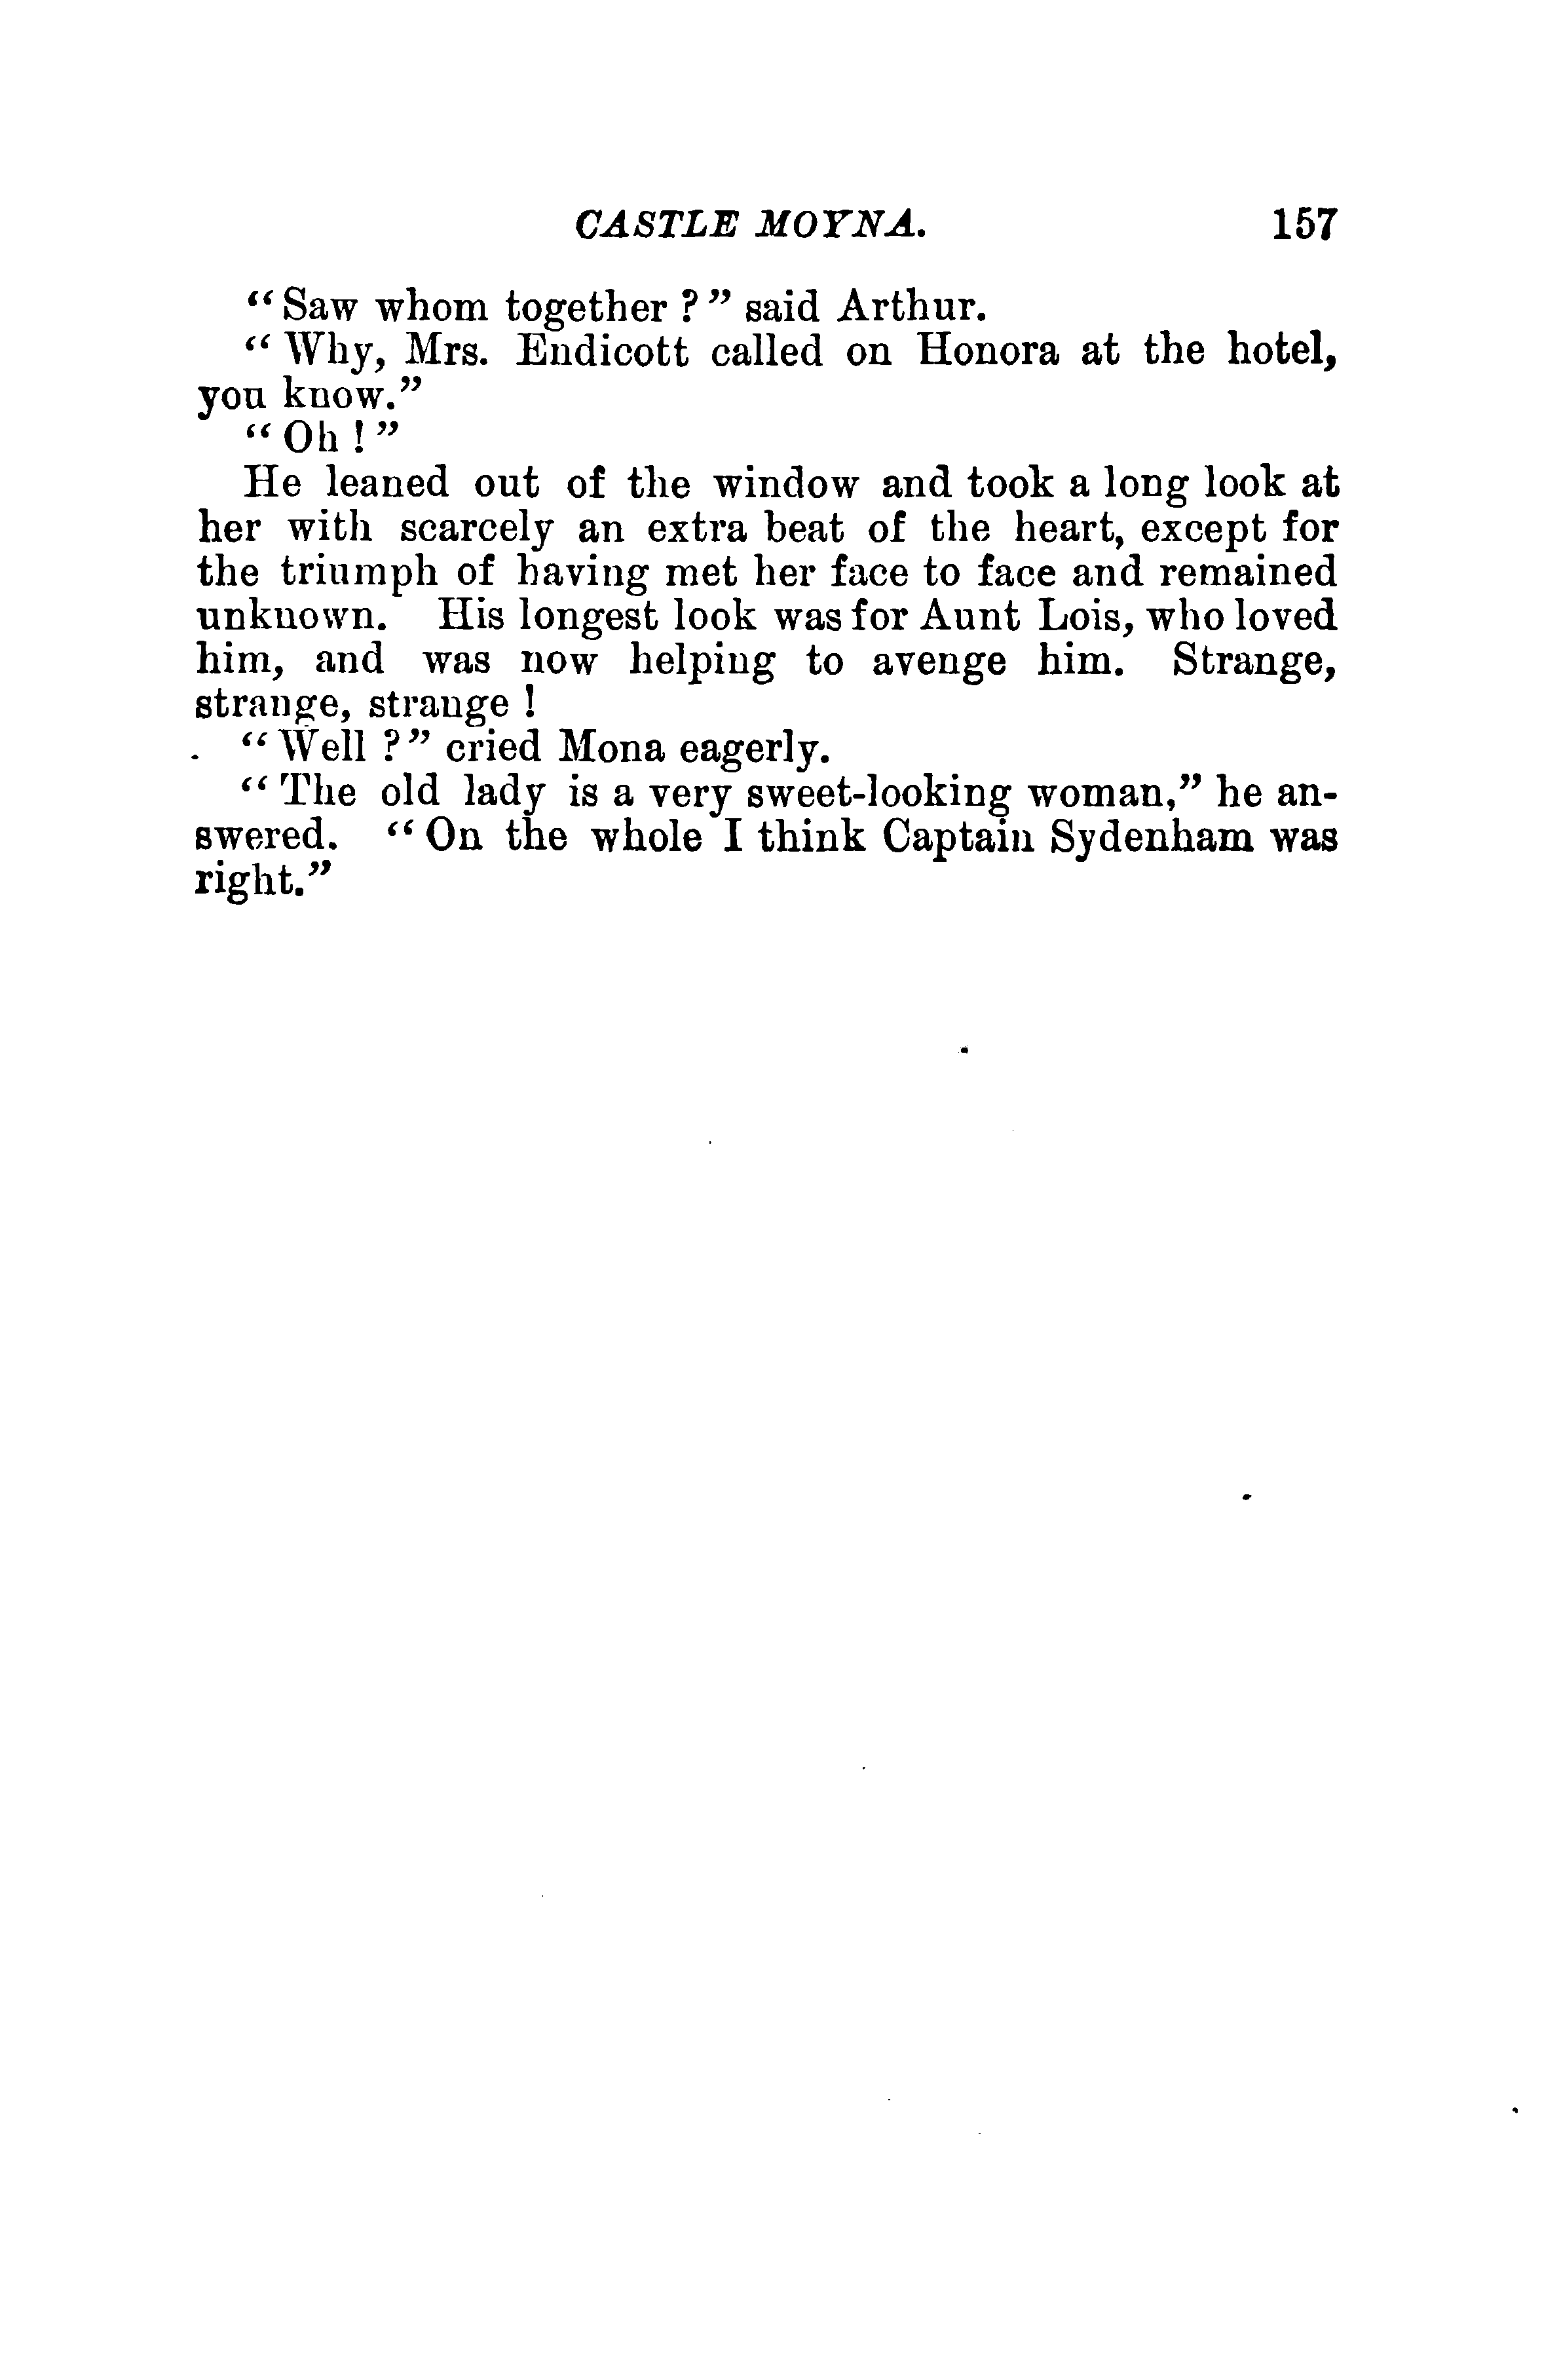 CASTLE MOYNA. 157
“Saw whom together ?” said Arthur.
“Why, Mrs. Endicott called on Honora at the hotel,
you know.”
“Oh !”
He leaned out of the window and took a long look at
her with scarcely an extra beat of the heart, except for
the triumph of having met her face to face and remained
unknown. His longest look was for Aunt Lois, who loved
him, and was now helping to avenge him. Strange,
strange, strange !
“Well ?” cried Mona eagerly.
“The old lady is a very sweet-looking woman,” he an-
swered. “On the whole I think Captain Sydenham was
right.”